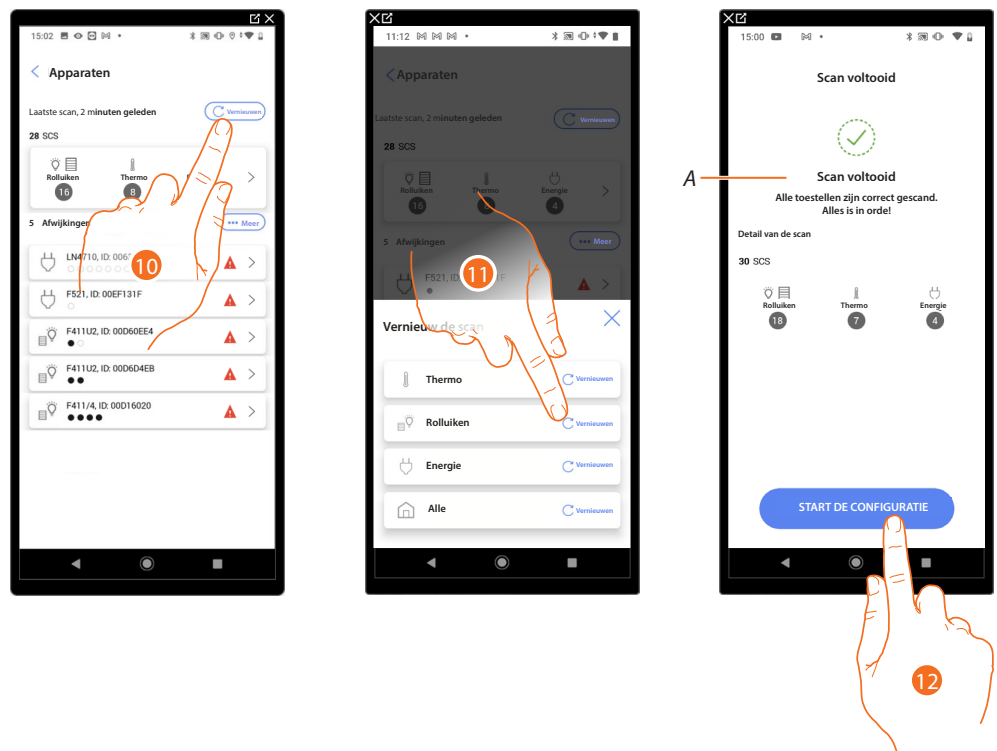 15:02
Apparaten
Laatste scan, 2 minuten geleden
Vernieuwen
28 SCS
Rolluiken
Thermo
16
8
5 Afwijkingen
Meer
LN4710, ID: 006
F521, ID: 00EF131F
F411U2, ID: 00D60EE4
F411U2, ID: 00D6D4EB
F411/4, ID: 00D16020
10
11:12
Apparaten
Laatste scan, 2 minuten geleden
Vernieuwen
28 SCS
Rolluiken
Thermo
Energie
16
4
5 Afwijkingen
Meer
F521, ID
11
Vernieuw de scan
Thermo
Vernieuwen
Rolluiken
Vernieuwen
Energie
Vernieuwen
Alle
Vernieuwen
15:00
Scan voltooid
A
Scan voltooid
Alle toestellen zijn correct gescand.
Alles is in orde!
Detail van de scan
30 SCS
Rolluiken
Thermo
Energie
18
7
4
START DE CONFIGURATIE
12